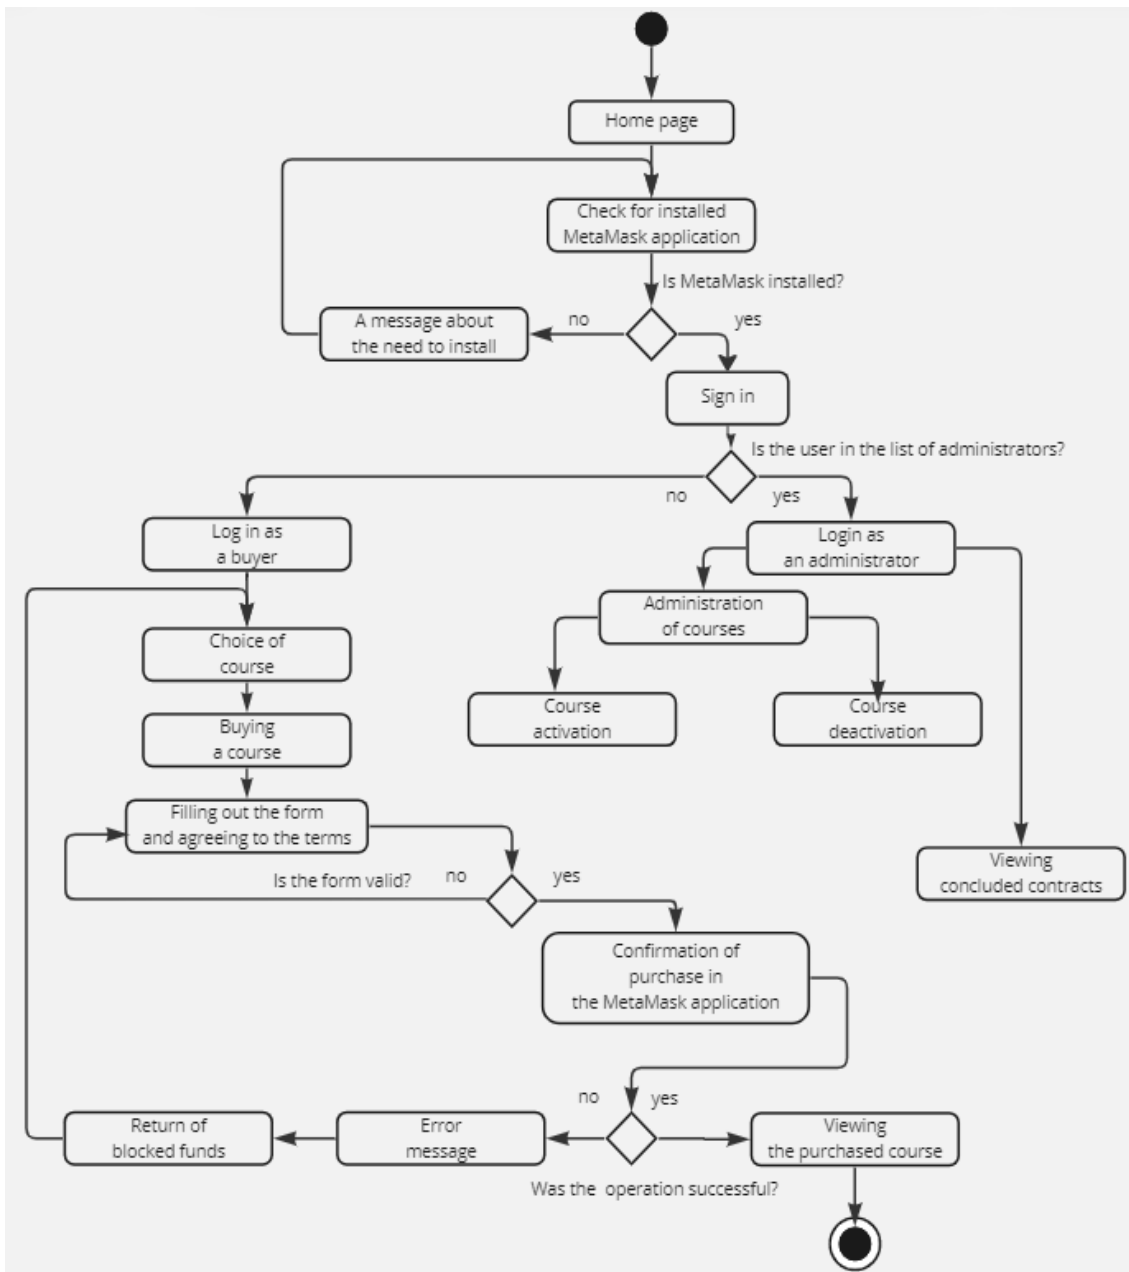 Home page
Check for installed
MetaMask application
Is MetaMask installed?
no
yes
A message about
the need to install
Sign in
Is the user in the list of administrators?
no
yes
Log in as
a buyer
Login as
an administrator
Administration
of courses
Choice of
course
Course
activation
Course
deactivation
Buying
a course
Filling out the form
and agreeing to the terms
Is the form valid?
no
yes
Viewing
concluded contracts
Confirmation of
purchase in
the MetaMask application
no
yes
Return of
blocked funds
Error
message
Viewing
the purchased course
Was the operation successful?